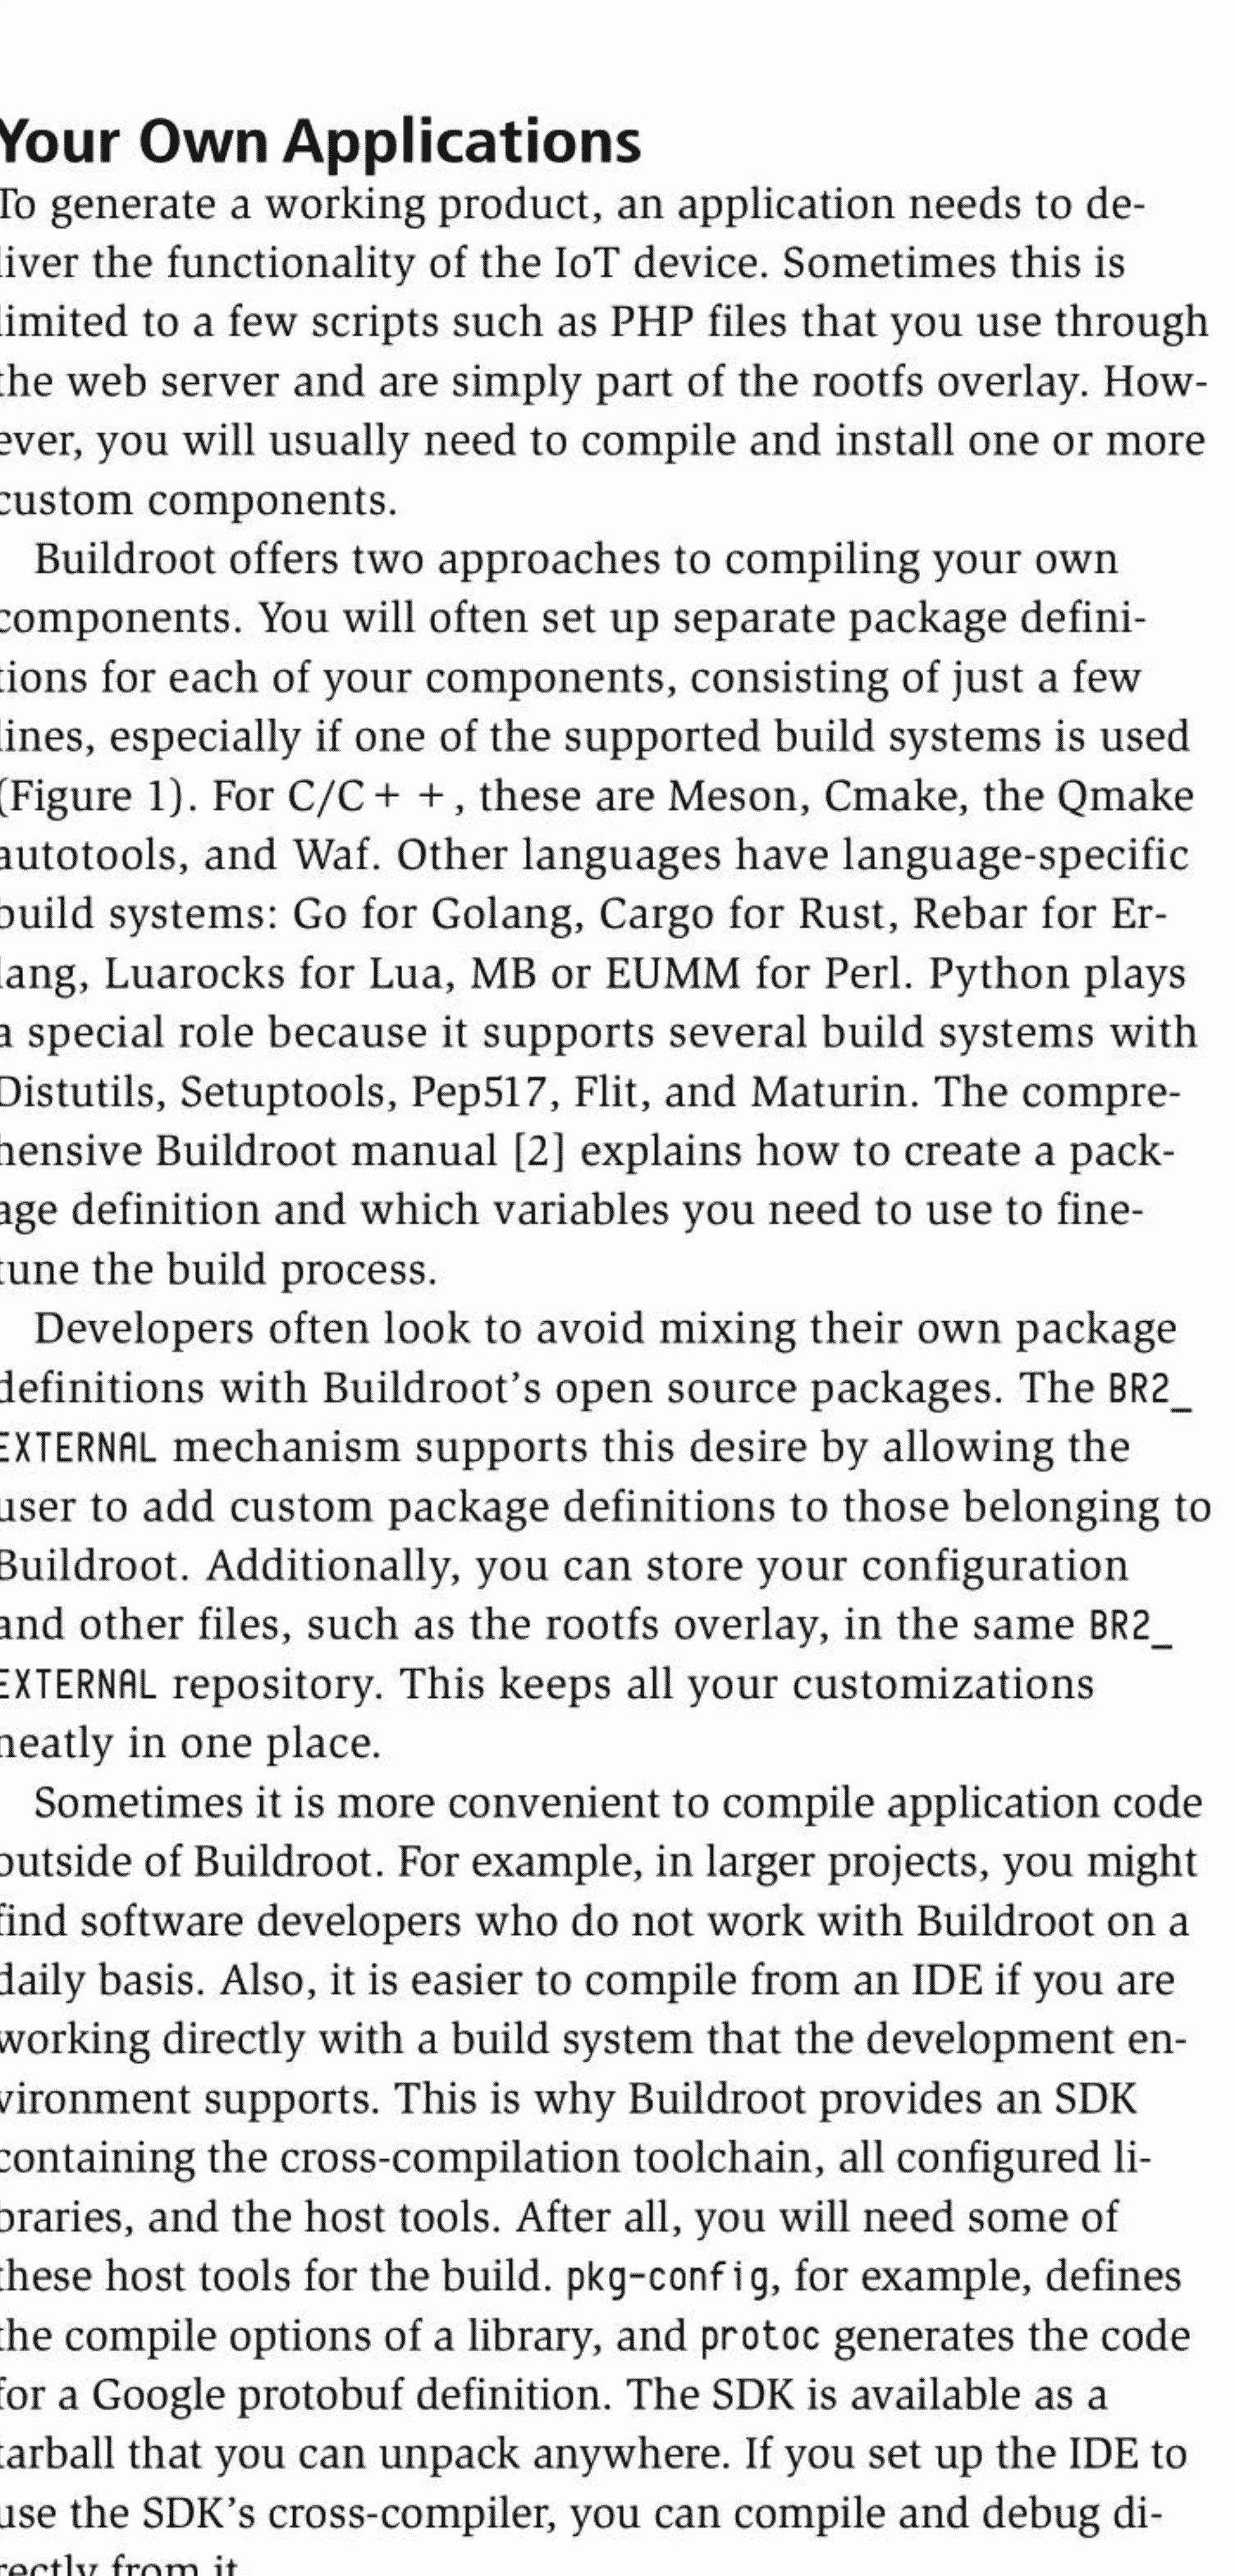 Your Own Applications
To generate a working product, an application needs to de-
liver the functionality of the IoT device. Sometimes this is
limited to a few scripts such as PHP files that you use through
the web server and are simply part of the rootfs overlay. How-
ever, you will usually need to compile and install one or more
custom components.
Buildroot offers two approaches to compiling your own
components. You will often set up separate package defini-
tions for each of your components, consisting of just a few
lines, especially if one of the supported build systems is used
(Figure 1). For C/C + + , these are Meson, Cmake, the Qmake
autotools, and Waf. Other languages have language-specific
build systems: Go for Golang, Cargo for Rust, Rebar for Er-
lang, Luarocks for Lua, MB or EUMM for Perl. Python plays
a special role because it supports several build systems with
Distutils, Setuptools, Pep517, Flit, and Maturin. The compre-
hensive Buildroot manual [2] explains how to create a pack-
age definition and which variables you need to use to fine-
tune the build process.
Developers often look to avoid mixing their own package
definitions with Buildroot’s open source packages. The BR2_
EXTERNAL mechanism supports this desire by allowing the
user to add custom package definitions to those belonging to
Buildroot. Additionally, you can store your configuration
and other files, such as the rootfs overlay, in the same BR2_
EXTERNAL repository. This keeps all your customizations
neatly in one place.
Sometimes it is more convenient to compile application code
outside of Buildroot. For example, in larger projects, you might
find software developers who do not work with Buildroot on a
daily basis. Also, it is easier to compile from an IDE if you are
working directly with a build system that the development en-
vironment supports. This is why Buildroot provides an SDK
containing the cross-compilation toolchain, all configured li-
braries, and the host tools. After all, you will need some of
these host tools for the build. pkg-config, for example, defines
the compile options of a library, and protoc generates the code
for a Google protobuf definition. The SDK is available as a
tarball that you can unpack anywhere. If you set up the IDE to
use the SDK’s cross-compiler, you can compile and debug di-
rectly from it.